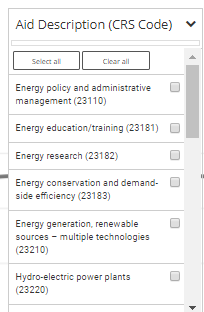 Aid Description (CRS Code)
Select all
Clear all
Energy policy and administrative
management (23110)
Energy education/training (23181)
Energy research (23182)
Energy conservation and demand-
side efficiency (23183)
Energy generation, renewable
sources – multiple technologies
(23210)
Hydro-electric power plants
(23220)